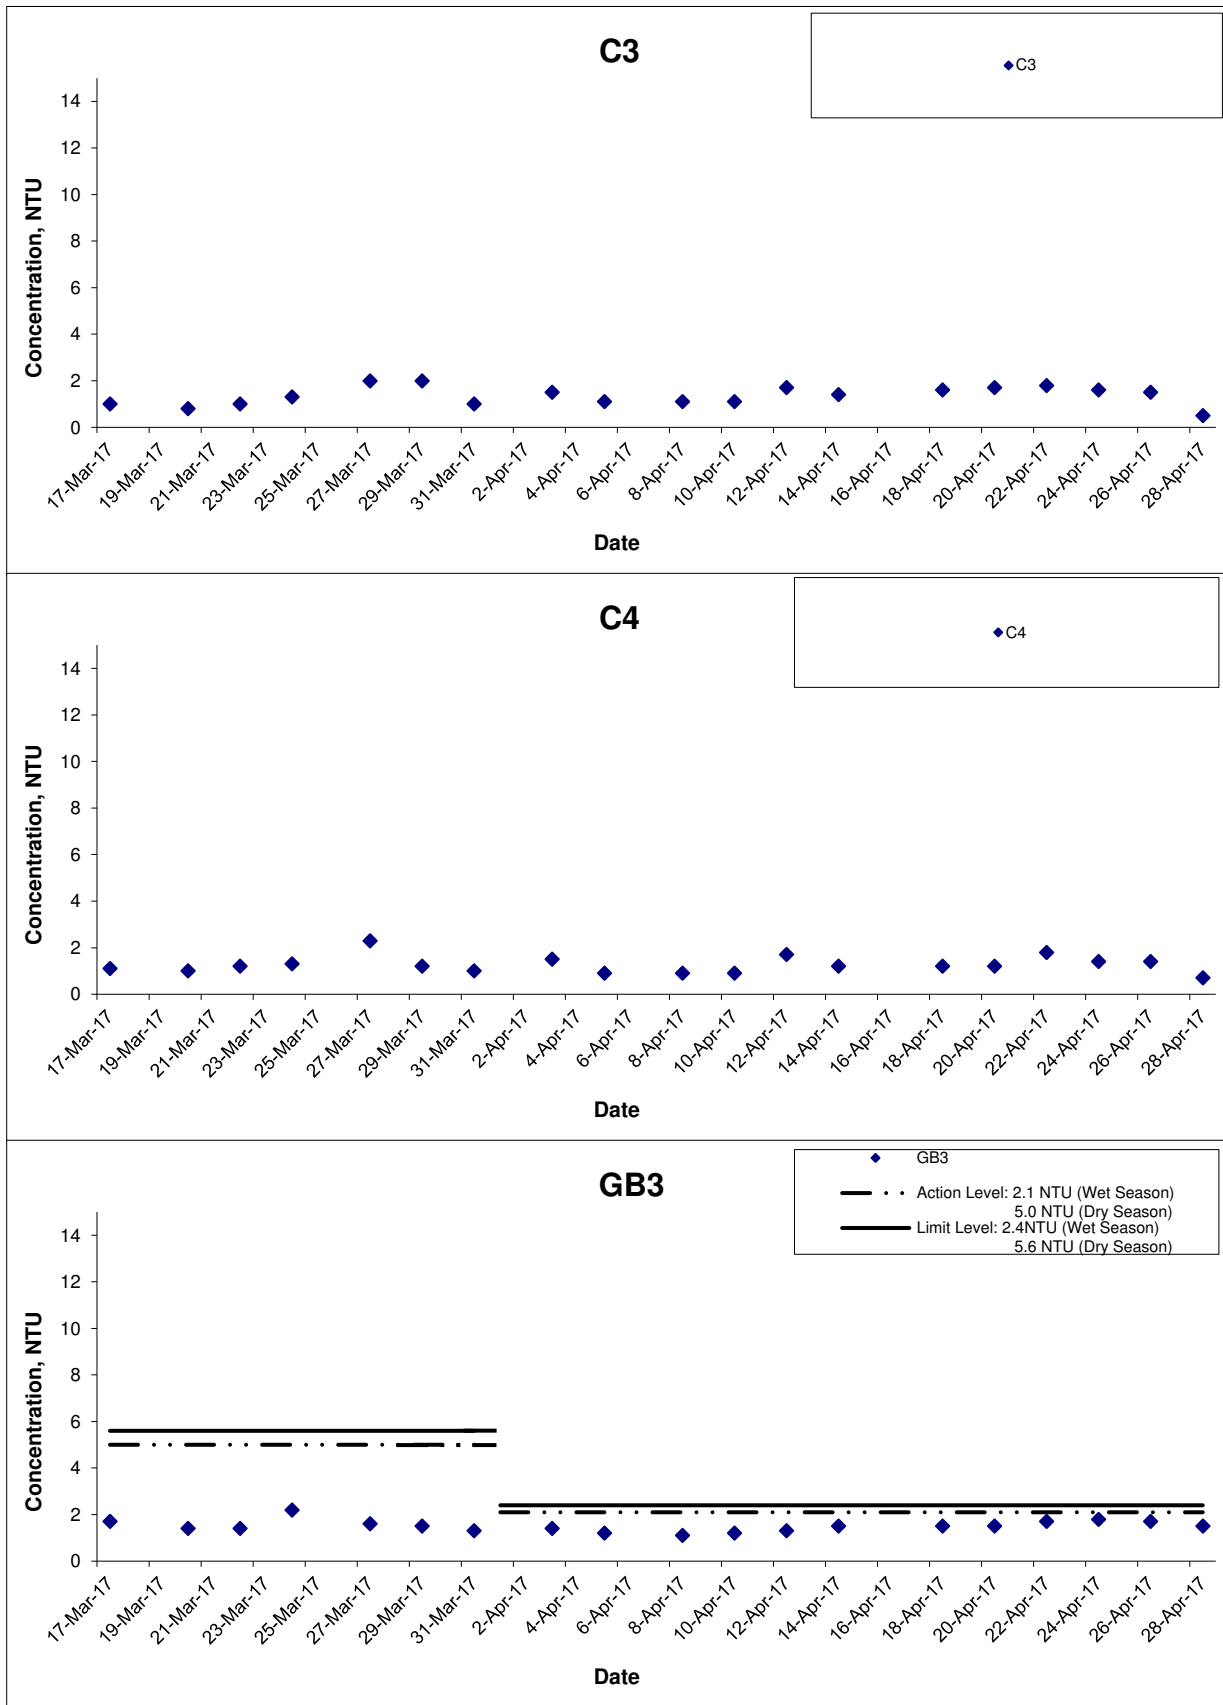 C3
C3
14
12
10
8
6
4
2
0
Concentration, NTU
17-Mar-17
19-Mar-17
21-Mar-17
23-Mar-17
25-Mar-17
27-Mar-17
29-Mar-17
31-Mar-17
2-Apr-17
4-Apr-17
6-Apr-17
8-Apr-17
10-Apr-17
12-Apr-17
14-Apr-17
16-Apr-17
18-Apr-17
20-Apr-17
22-Apr-17
24-Apr-17
26-Apr-17
28-Apr-17
Date
C4
C4
14
12
10
8
6
4
2
0
Concentration, NTU
17-Mar-17
19-Mar-17
21-Mar-17
23-Mar-17
25-Mar-17
27-Mar-17
29-Mar-17
31-Mar-17
2-Apr-17
4-Apr-17
6-Apr-17
8-Apr-17
10-Apr-17
12-Apr-17
14-Apr-17
16-Apr-17
18-Apr-17
20-Apr-17
22-Apr-17
24-Apr-17
26-Apr-17
28-Apr-17
Date
GB3
GB3
Action Level: 2.1 NTU (Wet Season)
5.0 NTU (Dry Season)
Limit Level: 2.4NTU (Wet Season)
5.6 NTU (Dry Season)
14
12
10
8
6
4
2
0
Concentration, NTU
17-Mar-17
19-Mar-17
21-Mar-17
23-Mar-17
25-Mar-17
27-Mar-17
29-Mar-17
31-Mar-17
2-Apr-17
4-Apr-17
6-Apr-17
8-Apr-17
10-Apr-17
12-Apr-17
14-Apr-17
16-Apr-17
18-Apr-17
20-Apr-17
22-Apr-17
24-Apr-17
26-Apr-17
28-Apr-17
Date